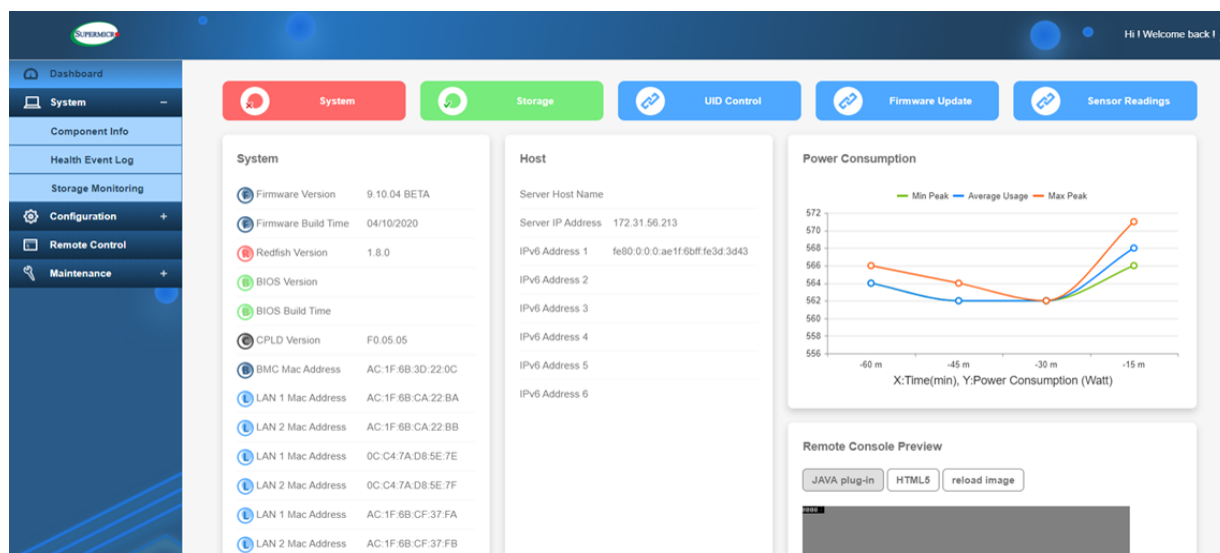 SUPERMICR
Hi ! Welcome back !
Dashboard
System −
Component Info
Health Event Log
Storage Monitoring
Configuration +
Remote Control
Maintenance +
System
Storage
UID Control
Firmware Update
Sensor Readings
System
Firmware Version 9.10.04 BETA
Firmware Build Time 04/10/2020
Redfish Version 1.8.0
BIOS Version
BIOS Build Time
CPLD Version F0.05.05
BMC Mac Address AC:1F:6B:3D:22:0C
LAN 1 Mac Address AC:1F:6B:CA:22:BA
LAN 2 Mac Address AC:1F:6B:CA:22:BB
LAN 1 Mac Address 0C:C4:7A:D8:5E:7E
LAN 2 Mac Address 0C:C4:7A:D8:5E:7F
LAN 1 Mac Address AC:1F:6B:CF:37:FA
LAN 2 Mac Address AC:1F:6B:CF:37:FB
Host
Server Host Name
Server IP Address 172.31.56.213
IPv6 Address 1 fe80:0:0:0:ae1f:6bff:fe3d:3d43
IPv6 Address 2
IPv6 Address 3
IPv6 Address 4
IPv6 Address 5
IPv6 Address 6
Power Consumption
Min Peak Average Usage Max Peak
572
570
568
566
564
562
560
558
556
-60 m -45 m -30 m -15 m
X:Time(min), Y:Power Consumption (Watt)
Remote Console Preview
JAVA plug-in HTML5 reload image